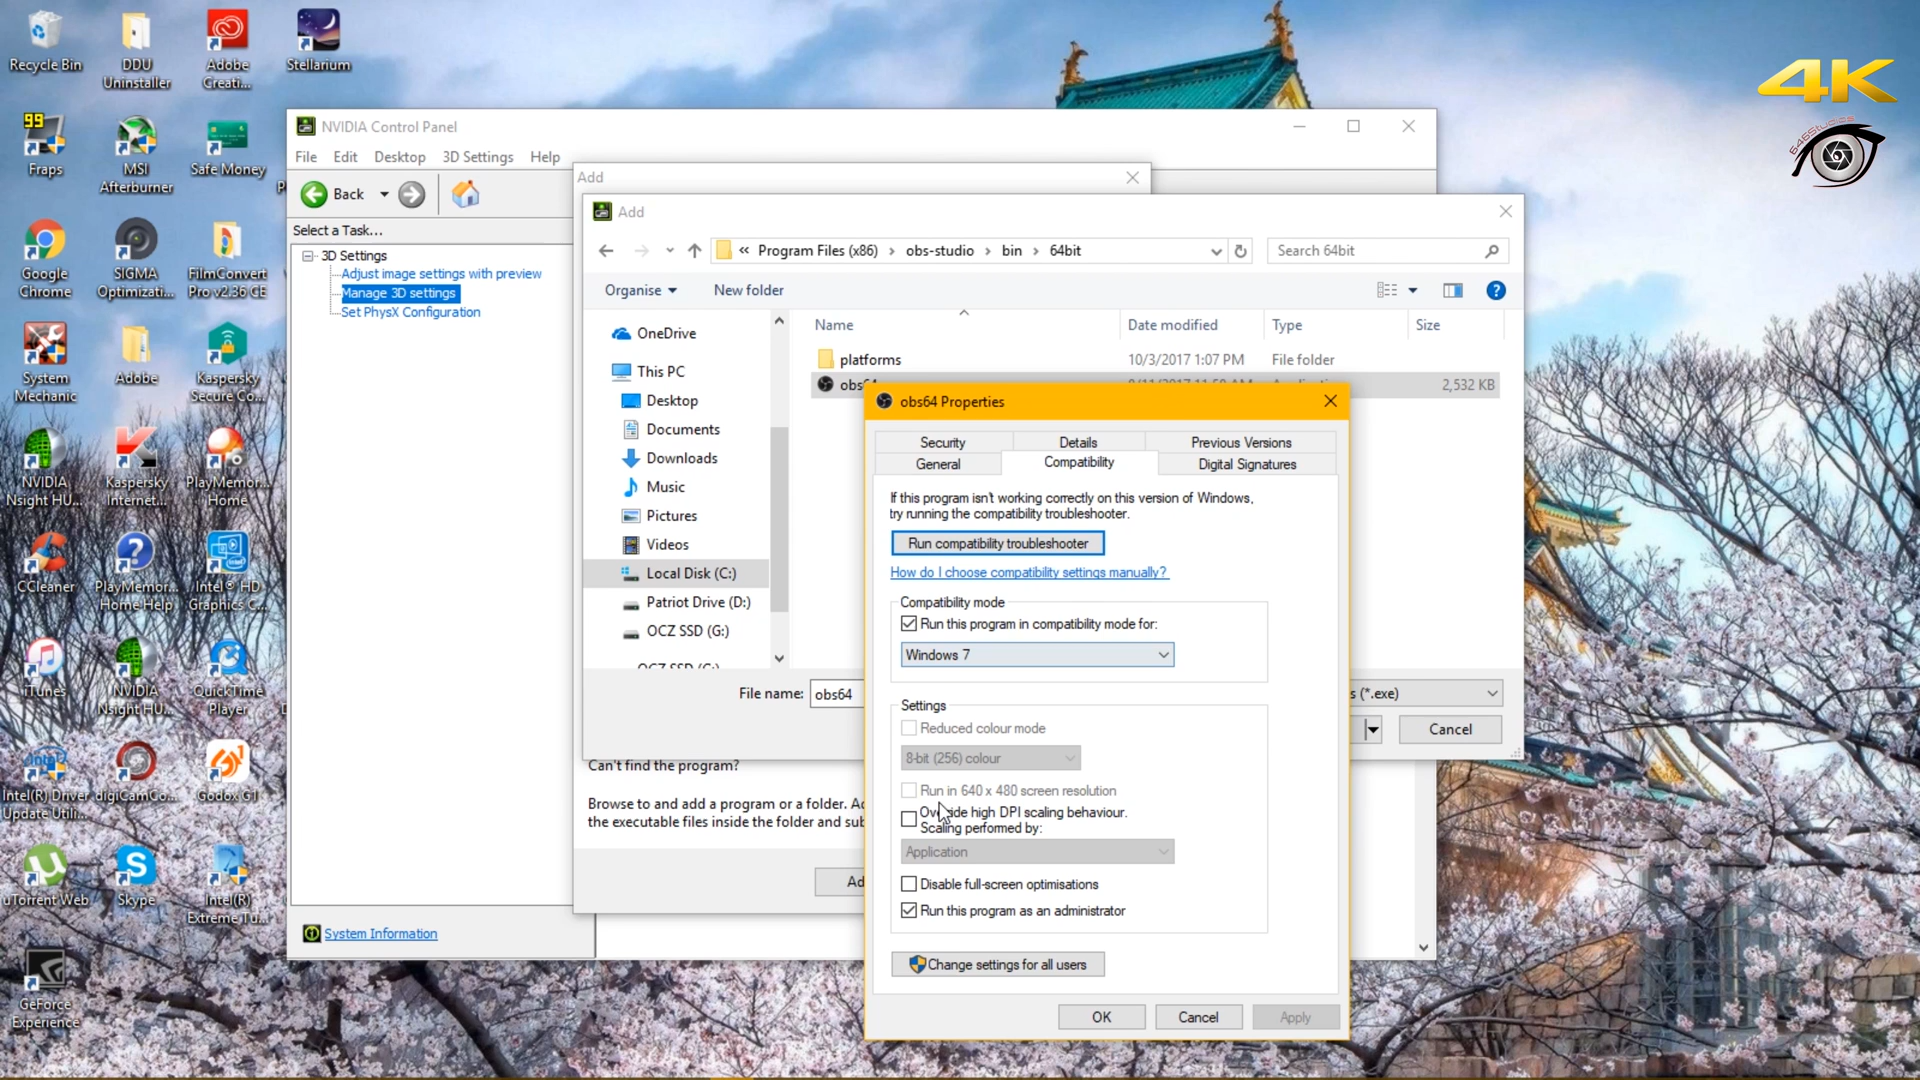 Recycle Bin
DDU
Uninstaller
Adobe
Creati...
Stellarium
99
Fraps
MSI
Afterburner
Safe Money
Google
Chrome
SIGMA
Optimizati...
FilmConvert
Pro v2.36 CE
System
Mechanic
Adobe
Kaspersky
Secure Co...
NVIDIA
Nsight HU...
Kaspersky
Internet...
PlayMemor...
Home
CCleaner
PlayMemor...
Home Help
Intel® HD
Graphics C...
iTunes
NVIDIA
Nsight HU...
QuickTime
Player
Intel(R) Driver
Update Utili...
digiCamCo...
Godox G1
uTorrent Web
Skype
Intel(R)
Extreme Tu...
GeForce
Experience
4K
646Studios
NVIDIA Control Panel
File Edit Desktop 3D Settings Help
Back
Select a Task...
3D Settings
Adjust image settings with preview
Manage 3D settings
Set PhysX Configuration
System Information
Add
Can't find the program?
Browse to and add a program or a folder.
the executable files inside the folder and
Add
« Program Files (x86) › obs-studio › bin › 64bit
Search 64bit
Organise New folder
Name Date modified Type Size
OneDrive
This PC
Desktop
Documents
Downloads
Music
Pictures
Videos
Local Disk (C:)
Patriot Drive (D:)
OCZ SSD (G:)
OCZ SSD (G:)
platforms 10/3/2017 1:07 PM File folder
2,532 KB
File name: obs64
(*.exe)
Cancel
obs64 Properties
Security Details Previous Versions
General Compatibility Digital Signatures
If this program isn't working correctly on this version of Windows,
try running the compatibility troubleshooter.
Run compatibility troubleshooter
How do I choose compatibility settings manually?
Compatibility mode
Run this program in compatibility mode for:
Windows 7
Settings
Reduced colour mode
8-bit (256) colour
Run in 640 x 480 screen resolution
Override high DPI scaling behaviour.
Scaling performed by:
Application
Disable full-screen optimisations
Run this program as an administrator
Change settings for all users
OK Cancel Apply